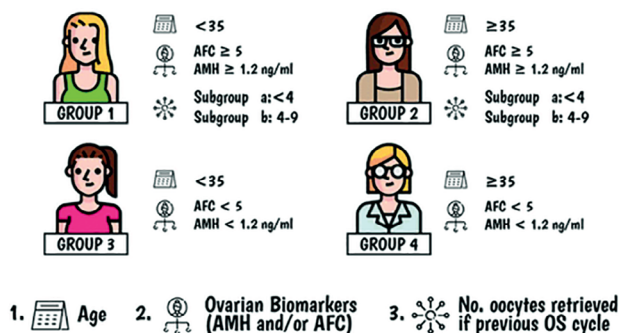 <35
AFC ≥ 5
AMH ≥ 1.2 ng/ml
Subgroup a:<4
Subgroup b: 4-9
GROUP 1
≥35
AFC ≥ 5
AMH ≥ 1.2 ng/ml
Subgroup a:<4
Subgroup b: 4-9
GROUP 2
<35
AFC < 5
AMH < 1.2 ng/ml
GROUP 3
≥35
AFC < 5
AMH < 1.2 ng/ml
GROUP 4
1. Age
2. Ovarian Biomarkers
(AMH and/or AFC)
3. No. oocytes retrieved
if previous OS cycle